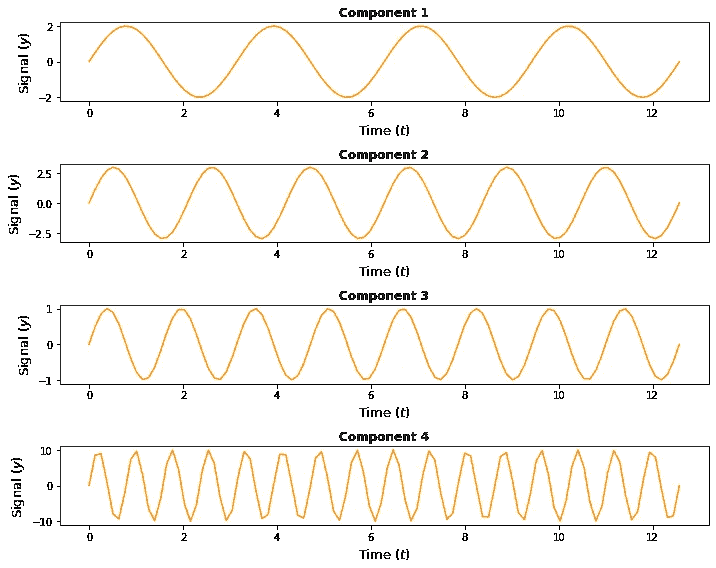 Component 1
2
0
−2
Signal (y)
0 2 4 6 8 10 12
Time (t)
Component 2
2.5
0.0
−2.5
Signal (y)
0 2 4 6 8 10 12
Time (t)
Component 3
1
0
−1
Signal (y)
0 2 4 6 8 10 12
Time (t)
Component 4
10
0
−10
Signal (y)
0 2 4 6 8 10 12
Time (t)